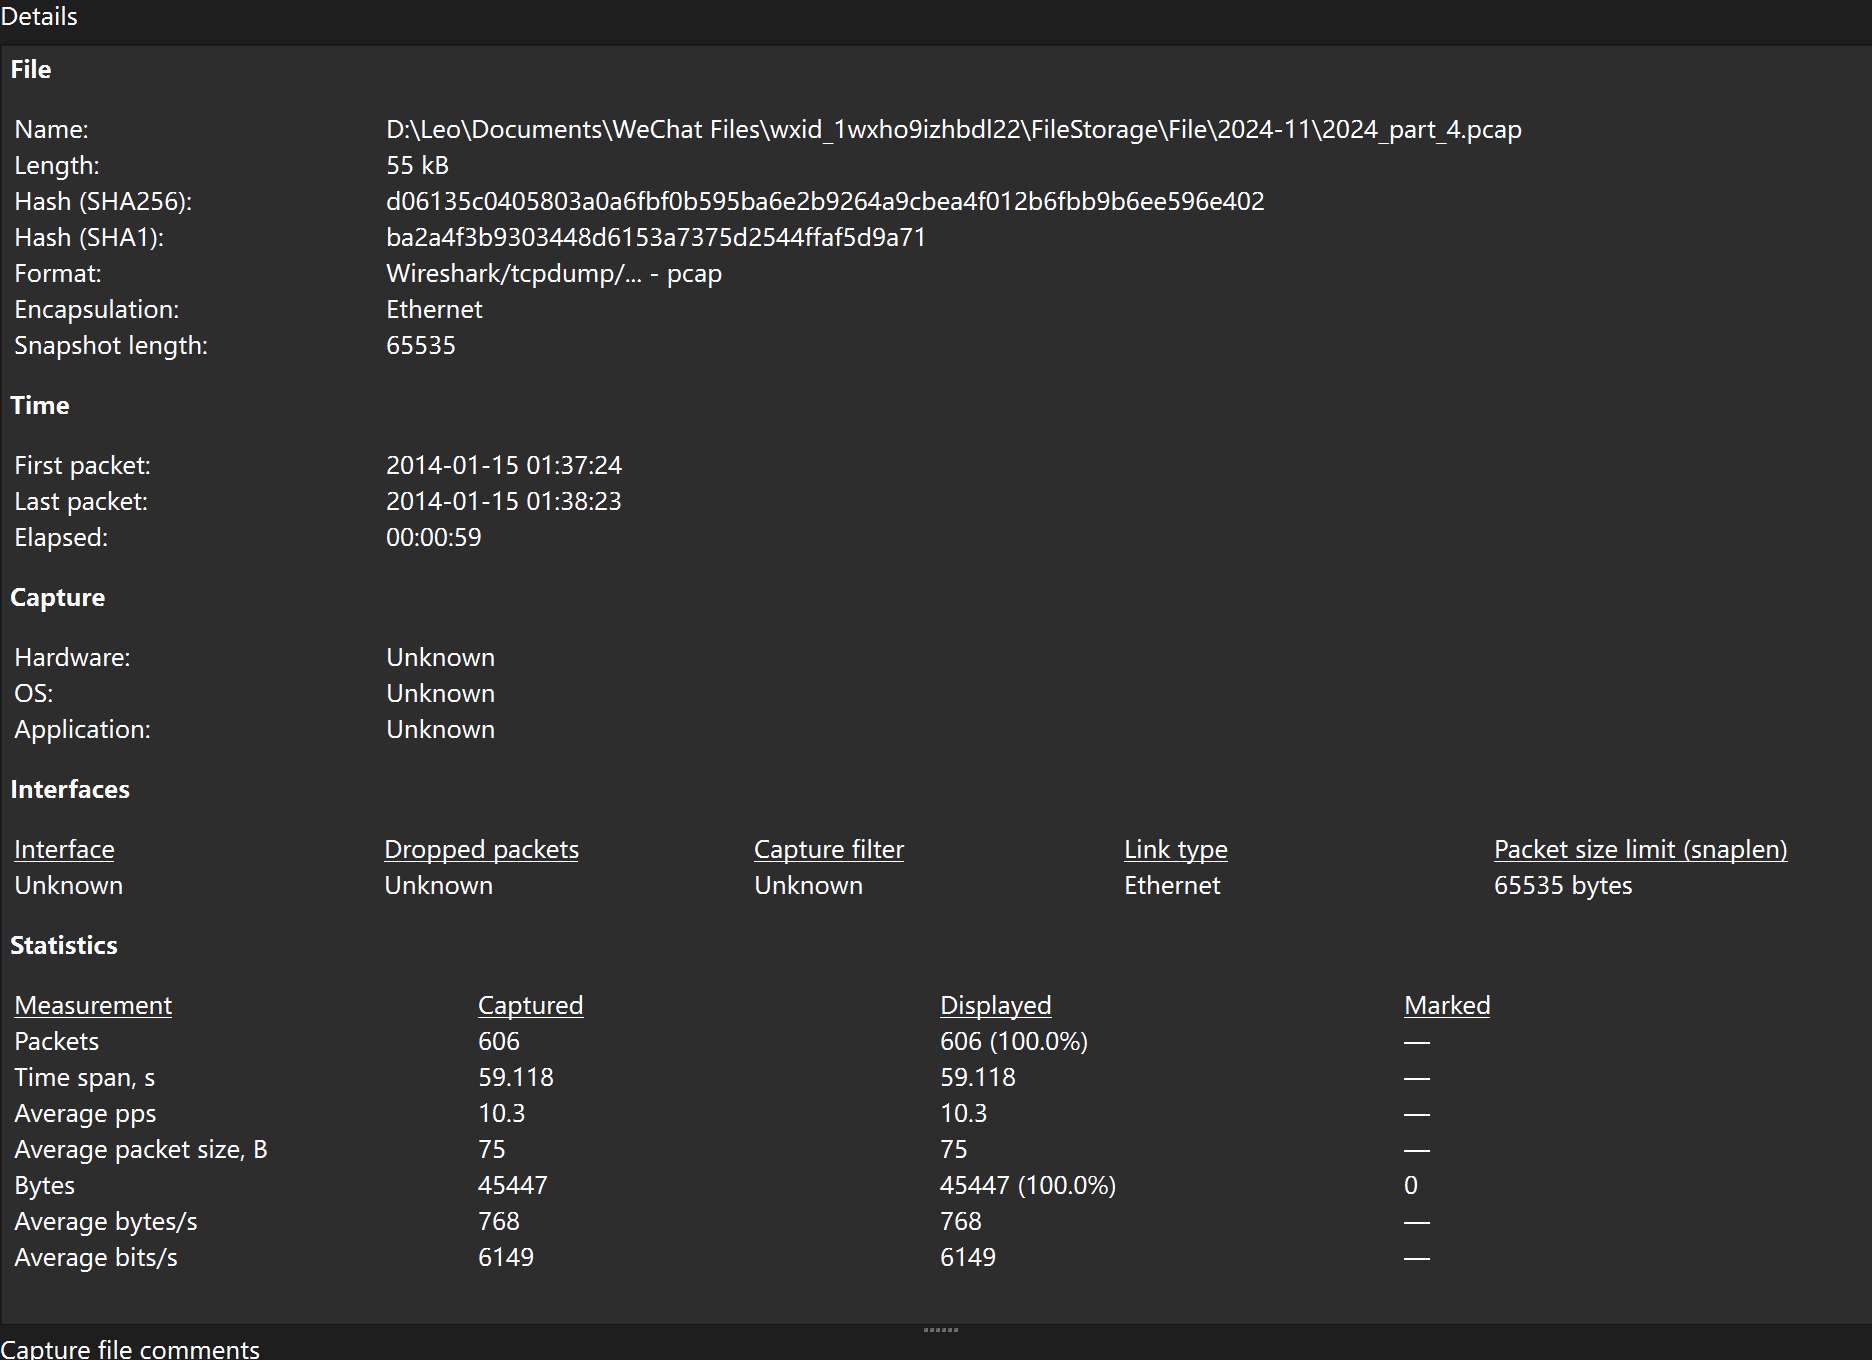 Details
File
Name: D:\Leo\Documents\WeChat Files\wxid_1wxho9izhbdl22\FileStorage\File\2024-11\2024_part_4.pcap
Length: 55 kB
Hash (SHA256): d06135c0405803a0a6fbf0b595ba6e2b9264a9cbea4f012b6fbb9b6ee596e402
Hash (SHA1): ba2a4f3b9303448d6153a7375d2544ffaf5d9a71
Format: Wireshark/tcpdump/... - pcap
Encapsulation: Ethernet
Snapshot length: 65535
Time
First packet: 2014-01-15 01:37:24
Last packet: 2014-01-15 01:38:23
Elapsed: 00:00:59
Capture
Hardware: Unknown
OS: Unknown
Application: Unknown
Interfaces
Interface Dropped packets Capture filter Link type Packet size limit (snaplen)
Unknown Unknown Unknown Ethernet 65535 bytes
Statistics
Measurement Captured Displayed Marked
Packets 606 606 (100.0%) —
Time span, s 59.118 59.118 —
Average pps 10.3 10.3 —
Average packet size, B 75 75 —
Bytes 45447 45447 (100.0%) 0
Average bytes/s 768 768 —
Average bits/s 6149 6149 —
Capture file comments